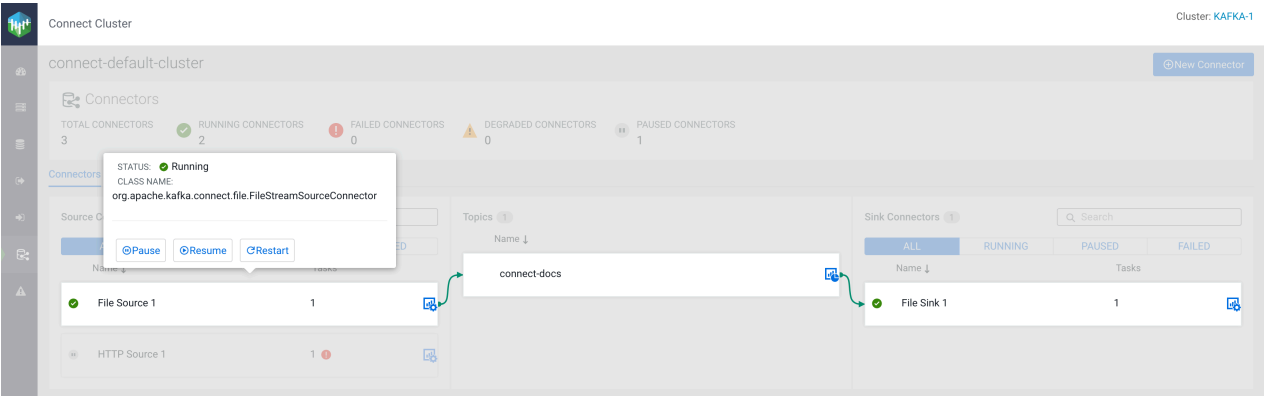 Connect Cluster
Cluster: KAFKA-1
connect-default-cluster
New Connector
Connectors
TOTAL CONNECTORS
3
RUNNING CONNECTORS
2
FAILED CONNECTORS
0
DEGRADED CONNECTORS
0
PAUSED CONNECTORS
1
Connectors
STATUS: Running
CLASS NAME:
org.apache.kafka.connect.file.FileStreamSourceConnector
Pause
Resume
Restart
Source C
Name ↓
Tasks
File Source 1
1
HTTP Source 1
1
Topics 1
Name ↓
connect-docs
Sink Connectors 1
Search
ALL
RUNNING
PAUSED
FAILED
Name ↓
Tasks
File Sink 1
1